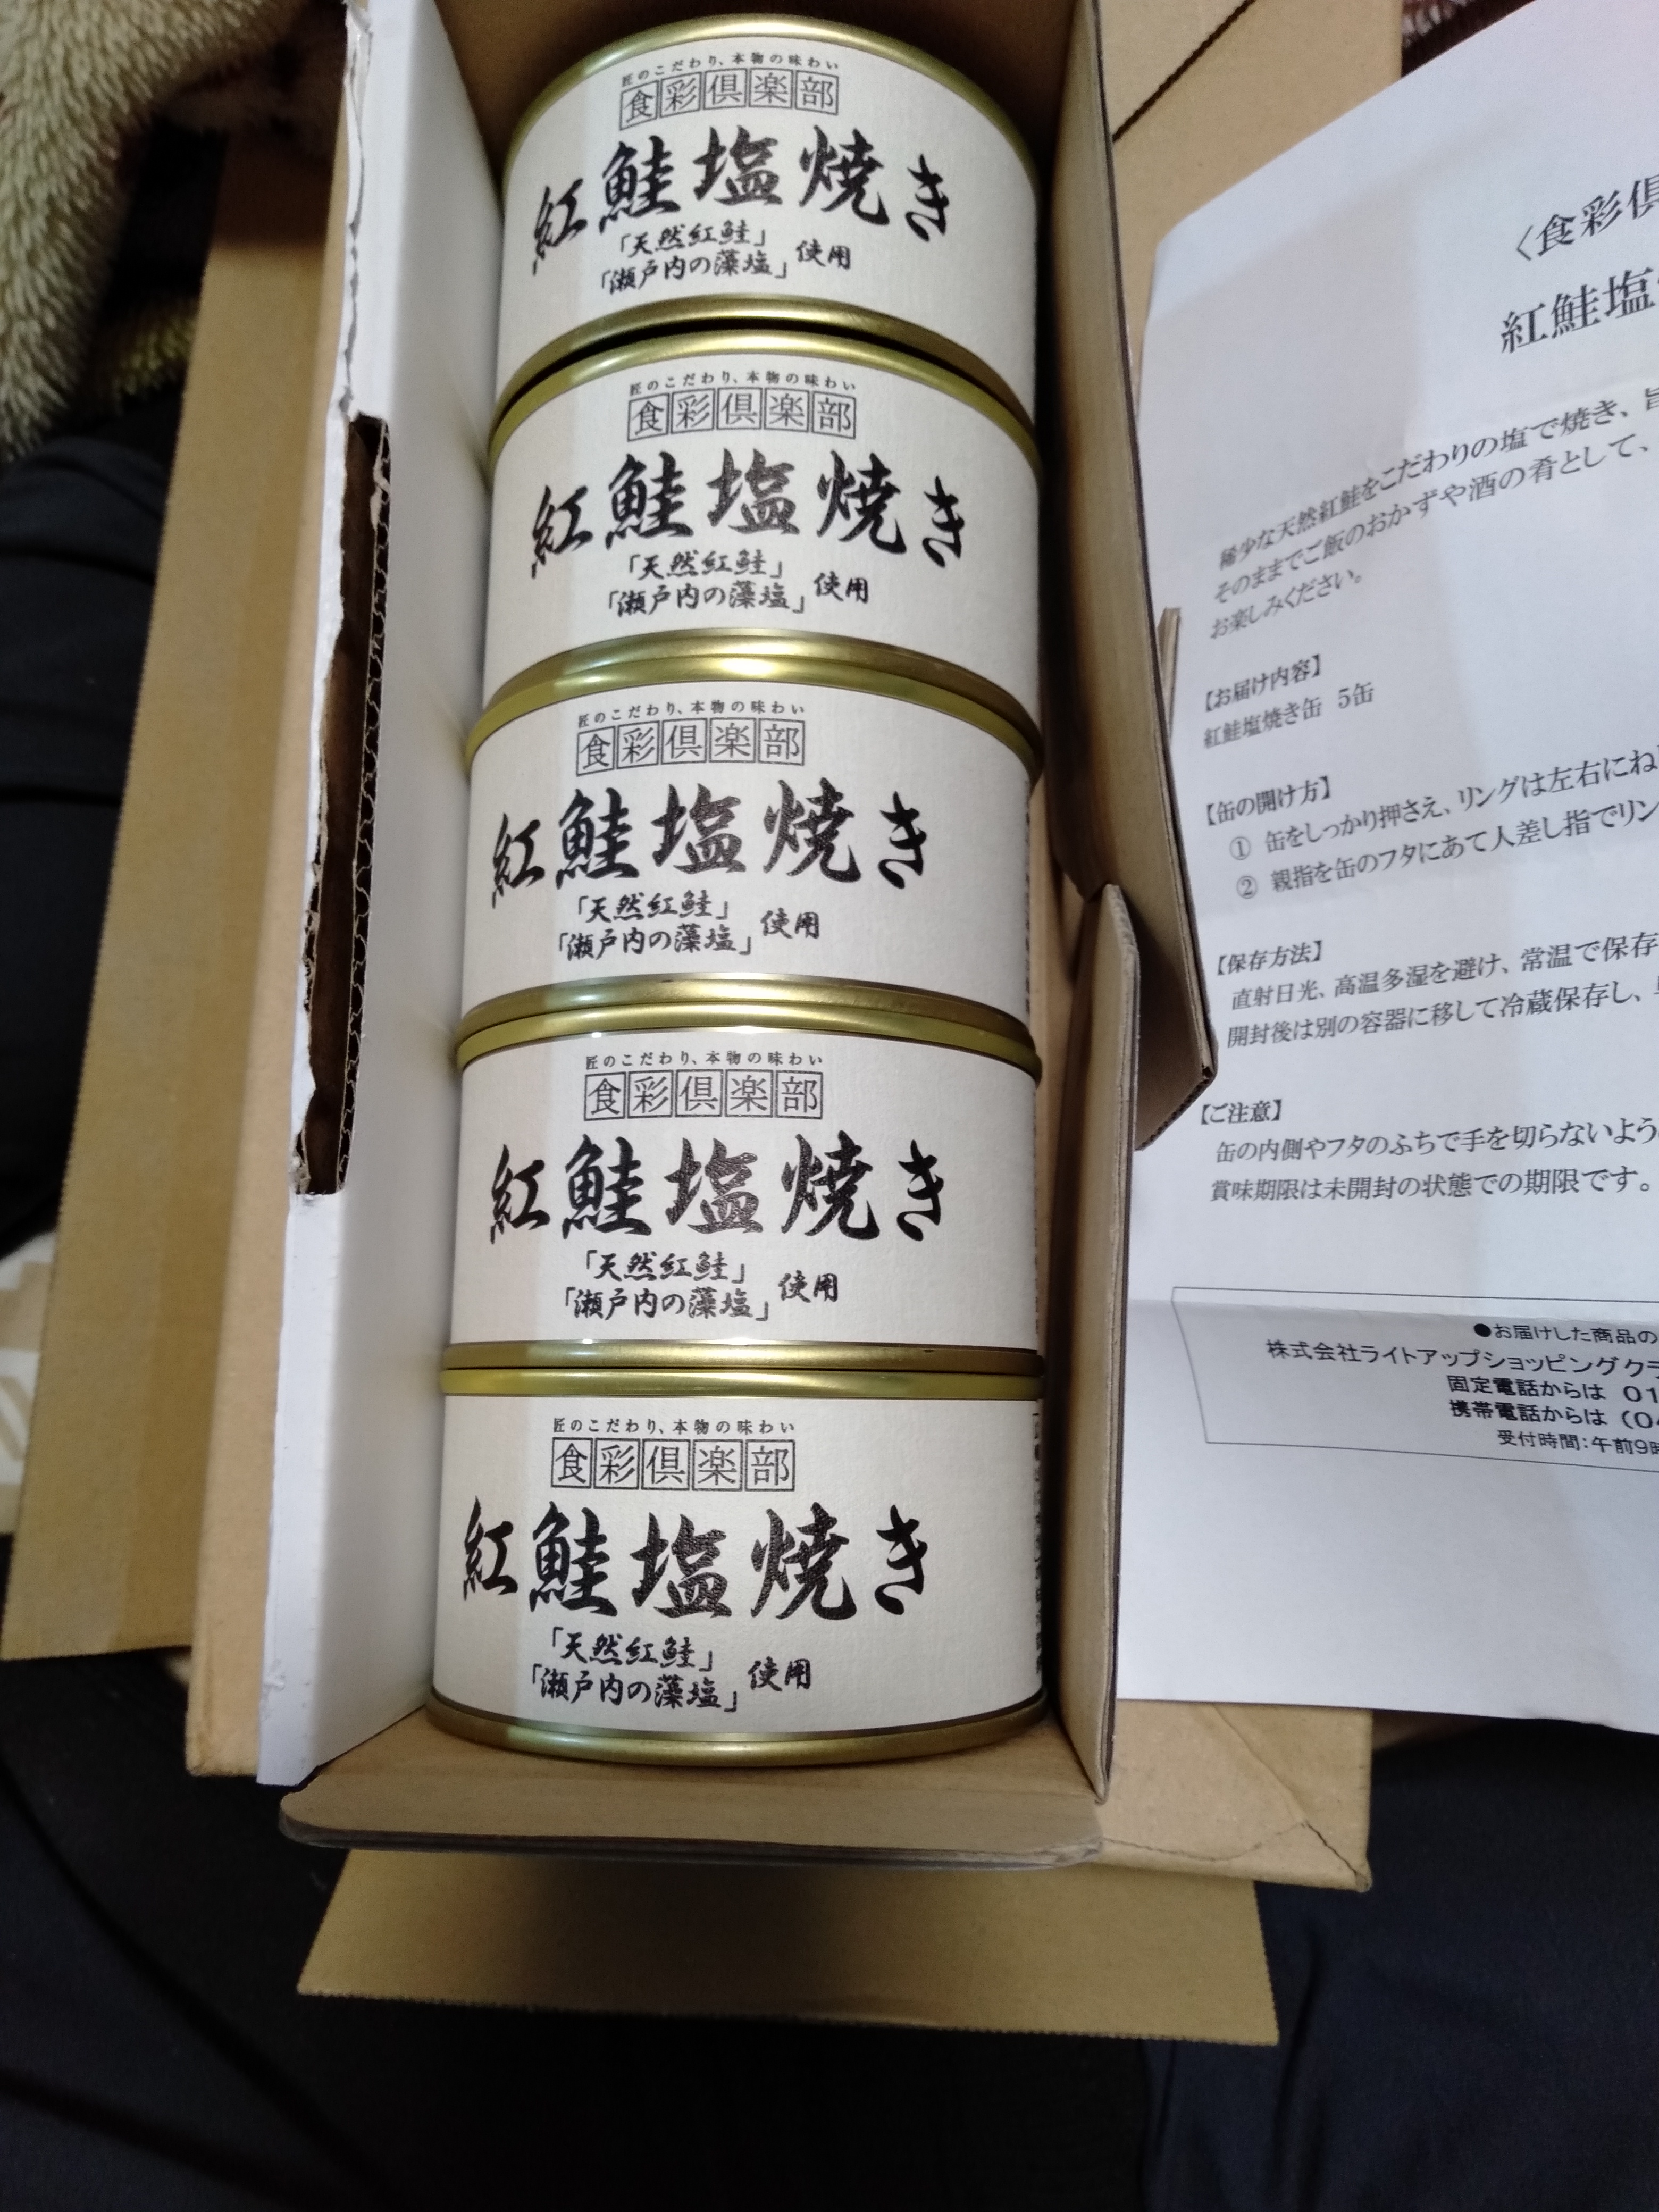 匠のこだわり、本物の味わい
食彩倶楽部
紅鮭塩焼き
「天然紅鮭」
「瀬戸内の藻塩」使用
匠のこだわり、本物の味わい
食彩倶楽部
紅鮭塩焼き
「天然紅鮭」
「瀬戸内の藻塩」使用
匠のこだわり、本物の味わい
食彩倶楽部
紅鮭塩焼き
「天然紅鮭」
「瀬戸内の藻塩」使用
匠のこだわり、本物の味わい
食彩倶楽部
紅鮭塩焼き
「天然紅鮭」
「瀬戸内の藻塩」使用
匠のこだわり、本物の味わい
食彩倶楽部
紅鮭塩焼き
「天然紅鮭」
「瀬戸内の藻塩」使用
〈食彩倶
紅鮭塩
稀少な天然紅鮭をこだわりの塩で焼き、旨
そのままでご飯のおかずや酒の肴として、
お楽しみください。
【お届け内容】
紅鮭塩焼き缶 5缶
【缶の開け方】
① 缶をしっかり押さえ、リングは左右にね
② 親指を缶のフタにあて人差し指でリン
【保存方法】
直射日光、高温多湿を避け、常温で保存
開封後は別の容器に移して冷蔵保存し、
【ご注意】
缶の内側やフタのふちで手を切らないよう
賞味期限は未開封の状態での期限です。
●お届けした商品の
株式会社ライトアップショッピングクラ
固定電話からは 01
携帯電話からは (04
受付時間:午前9時